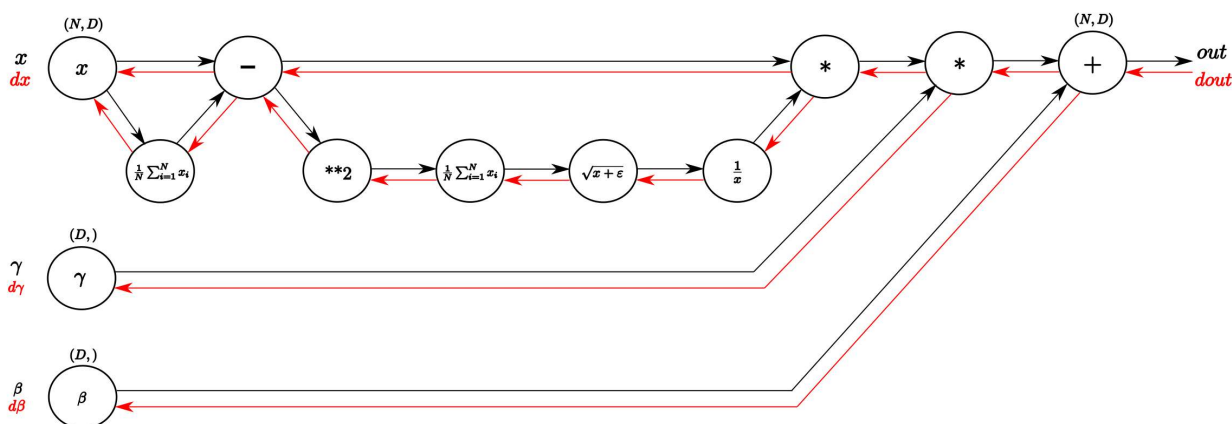 (N, D) (N, D)
x x − * * + out
dx dout
1/N ∑_{i=1}^{N} x_i **2 1/N ∑_{i=1}^{N} x_i √(x + ε) 1/x
(D,)
γ γ
dγ
(D,)
β β
dβ